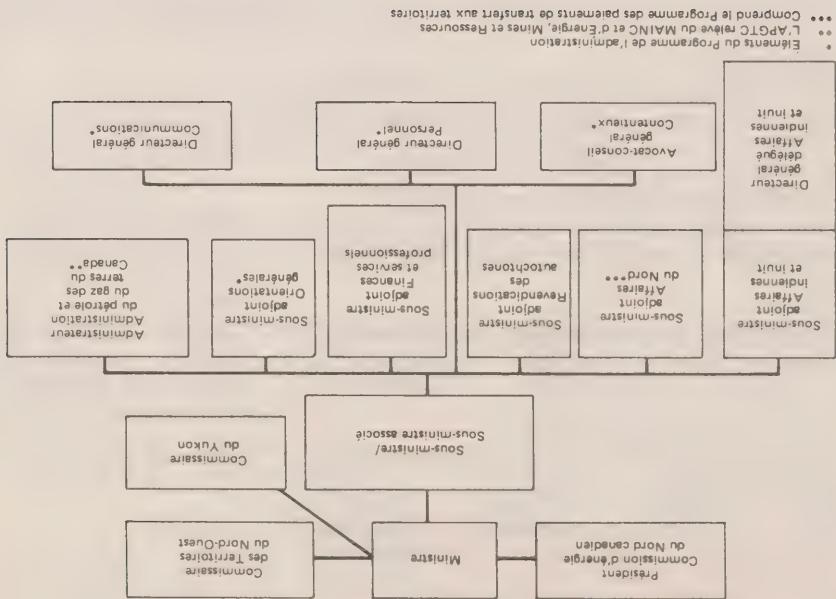 Président
Commission d'énergie
du Nord canadien
Ministre
Commissaire
des Territoires
du Nord-Ouest
Sous-ministre/
Sous-ministre associé
Commissaire
du Yukon
Sous-ministre
adjoint
Affaires
indiennes
et inuit
Sous-ministre
adjoint
Affaires
du Nord•••
Sous-ministre
adjoint
Revendications
des
autochtones
Sous-ministre
adjoint
Finances
et services
professionnels
Sous-ministre
adjoint
Orientations
générales•
Administrateur
Administration
du pétrole et
du gaz des
terres du
Canada••
Directeur
général
délégué
Affaires
indiennes
et inuit
Avocat-conseil
général
Contentieux•
Directeur général
Personnel•
Directeur général
Communications•
• Éléments du Programme de l'administration
•• L'APGTC relève du MAINC et d'Énergie, Mines et Ressources
••• Comprend le Programme des paiements de transfert aux territoires